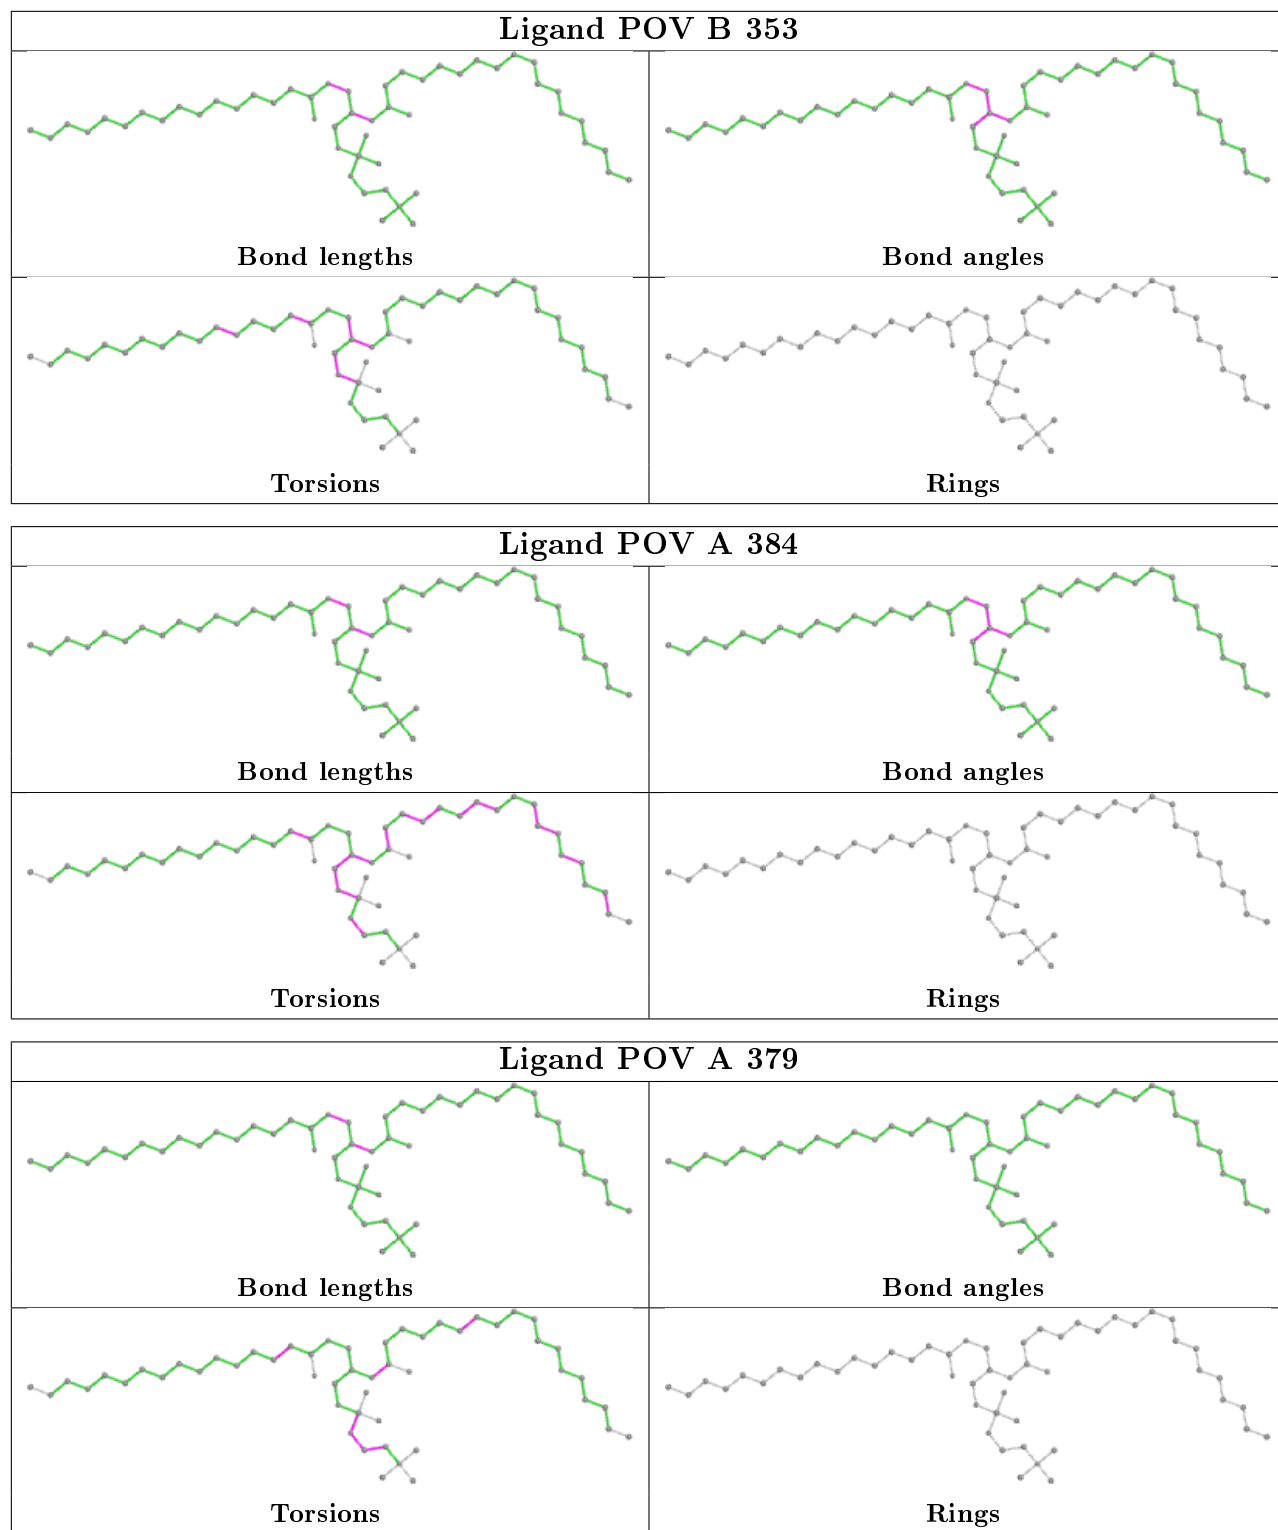 Ligand POV B 353
Bond lengths
Bond angles
Torsions
Rings
Ligand POV A 384
Bond lengths
Bond angles
Torsions
Rings
Ligand POV A 379
Bond lengths
Bond angles
Torsions
Rings